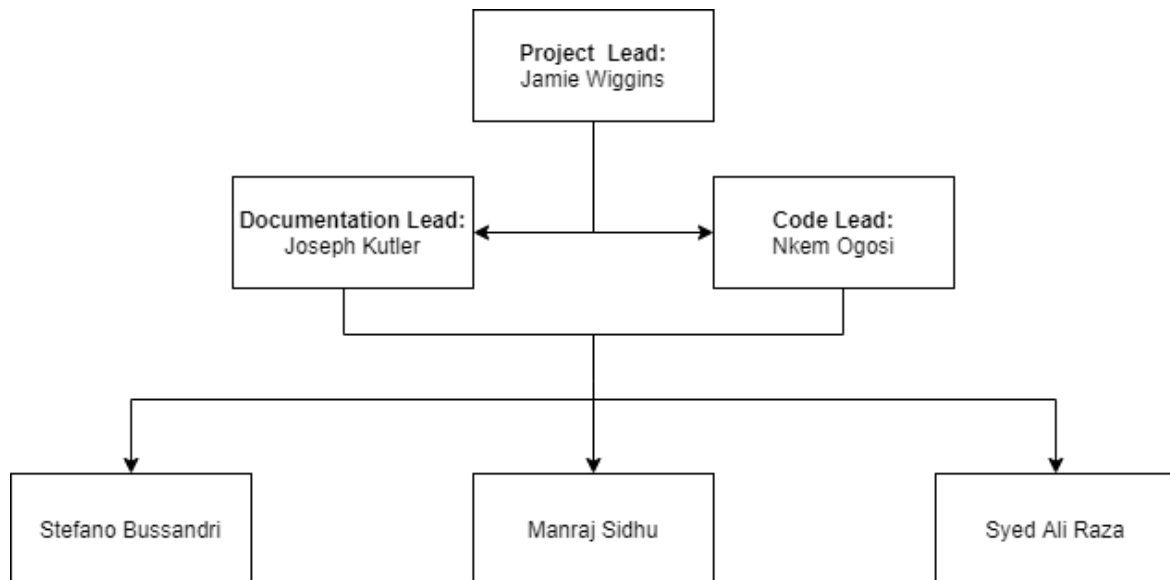 Project  Lead:
Jamie Wiggins
Documentation Lead:
Joseph Kutler
Code Lead:
Nkem Ogosi
Stefano Bussandri
Manraj Sidhu
Syed Ali Raza